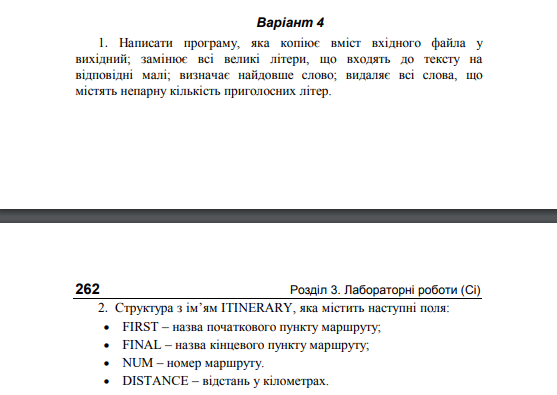 Варіант 4
1. Написати програму, яка копіює вміст вхідного файла у
вихідний; замінює всі великі літери, що входять до тексту на
відповідні малі; визначає найдовше слово; видаляє всі слова, що
містять непарну кількість приголосних літер.
262 Розділ 3. Лабораторні роботи (Сі)
2. Структура з ім’ям ITINERARY, яка містить наступні поля:
• FIRST – назва початкового пункту маршруту;
• FINAL – назва кінцевого пункту маршруту;
• NUM – номер маршруту.
• DISTANCE – відстань у кілометрах.